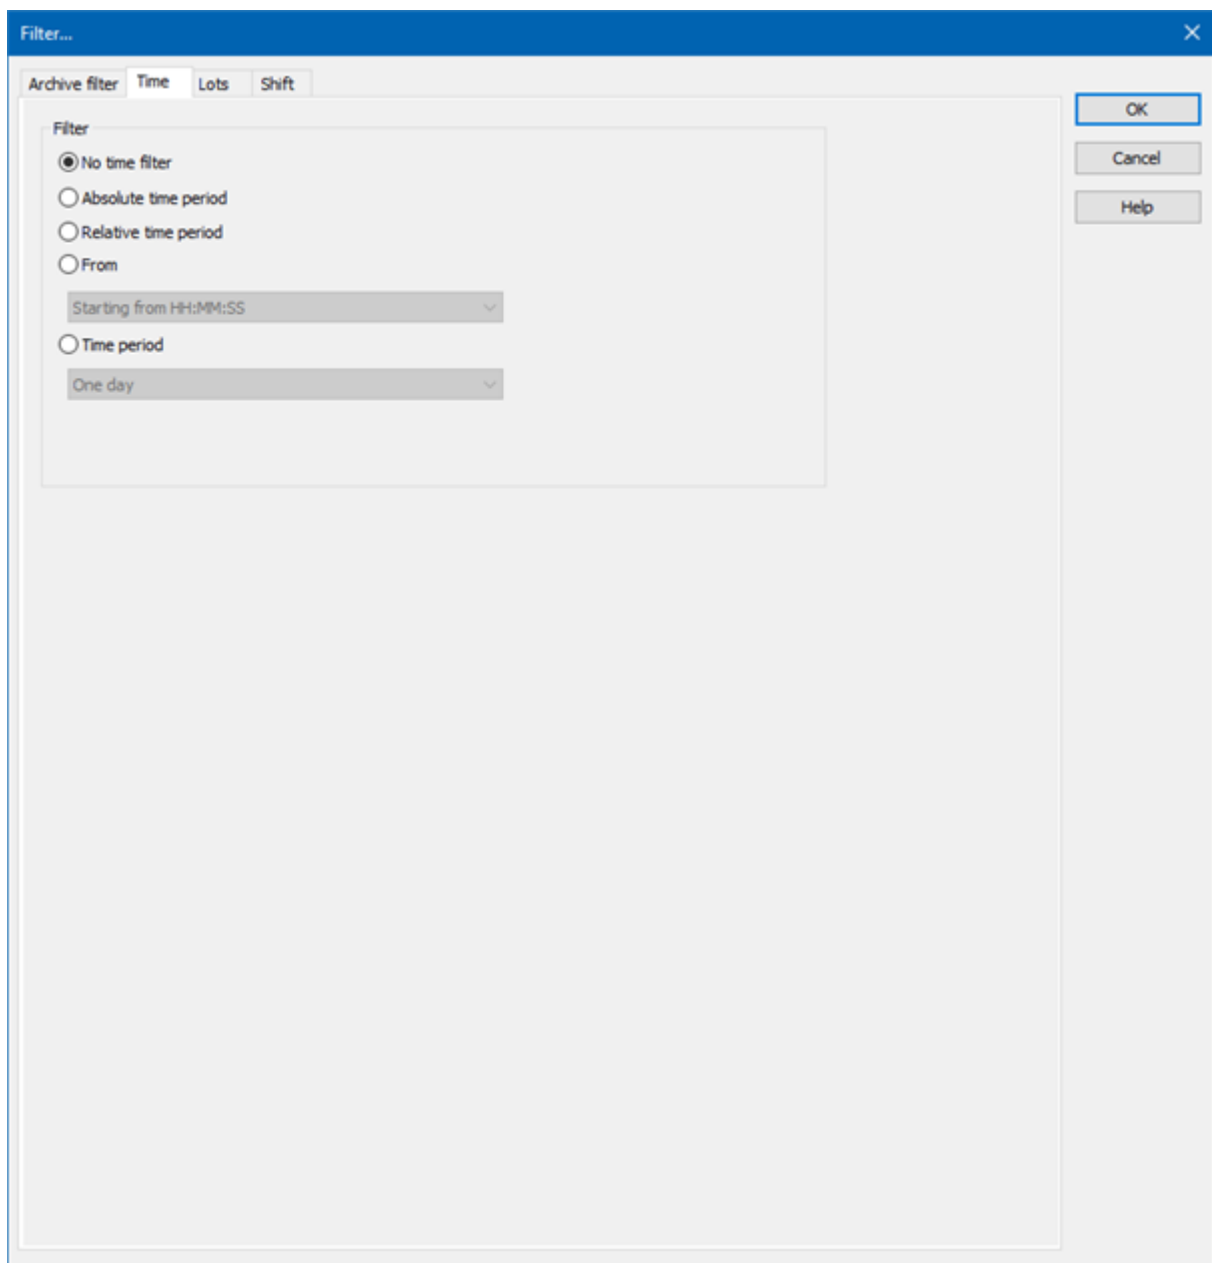 Filter...
Archive filter Time Lots Shift
OK
Cancel
Help
Filter
No time filter
Absolute time period
Relative time period
From
Starting from HH:MM:SS
Time period
One day